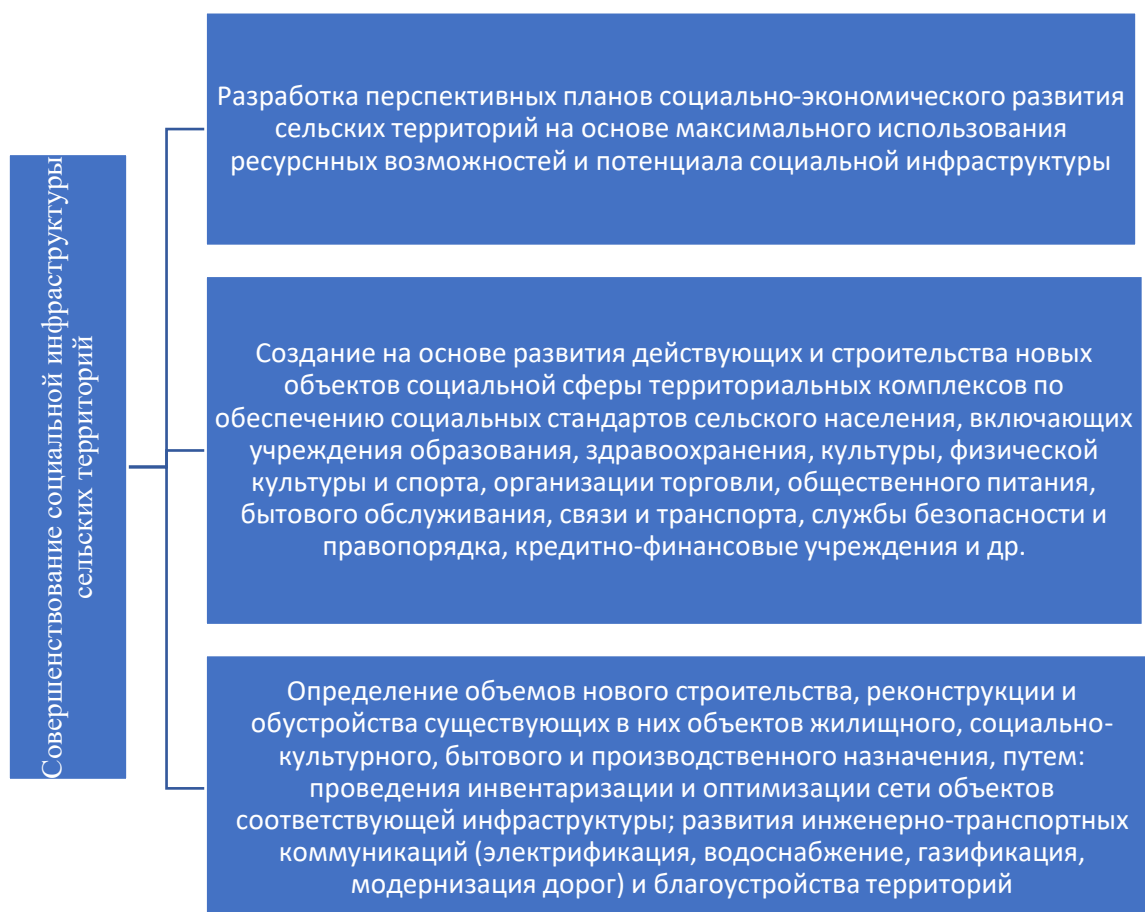 Совершенствование социальной инфраструктуры
сельских территорий
Разработка перспективных планов социально-экономического развития
сельских территорий на основе максимального использования
ресурснных возможностей и потенциала социальной инфраструктуры
Создание на основе развития действующих и строительства новых
объектов социальной сферы территориальных комплексов по
обеспечению социальных стандартов сельского населения, включающих
учреждения образования, здравоохранения, культуры, физической
культуры и спорта, организации торговли, общественного питания,
бытового обслуживания, связи и транспорта, службы безопасности и
правопорядка, кредитно-финансовые учреждения и др.
Определение объемов нового строительства, реконструкции и
обустройства существующих в них объектов жилищного, социально-
культурного, бытового и производственного назначения, путем:
проведения инвентаризации и оптимизации сети объектов
соответствующей инфраструктуры; развития инженерно-транспортных
коммуникаций (электрификация, водоснабжение, газификация,
модернизация дорог) и благоустройства территорий